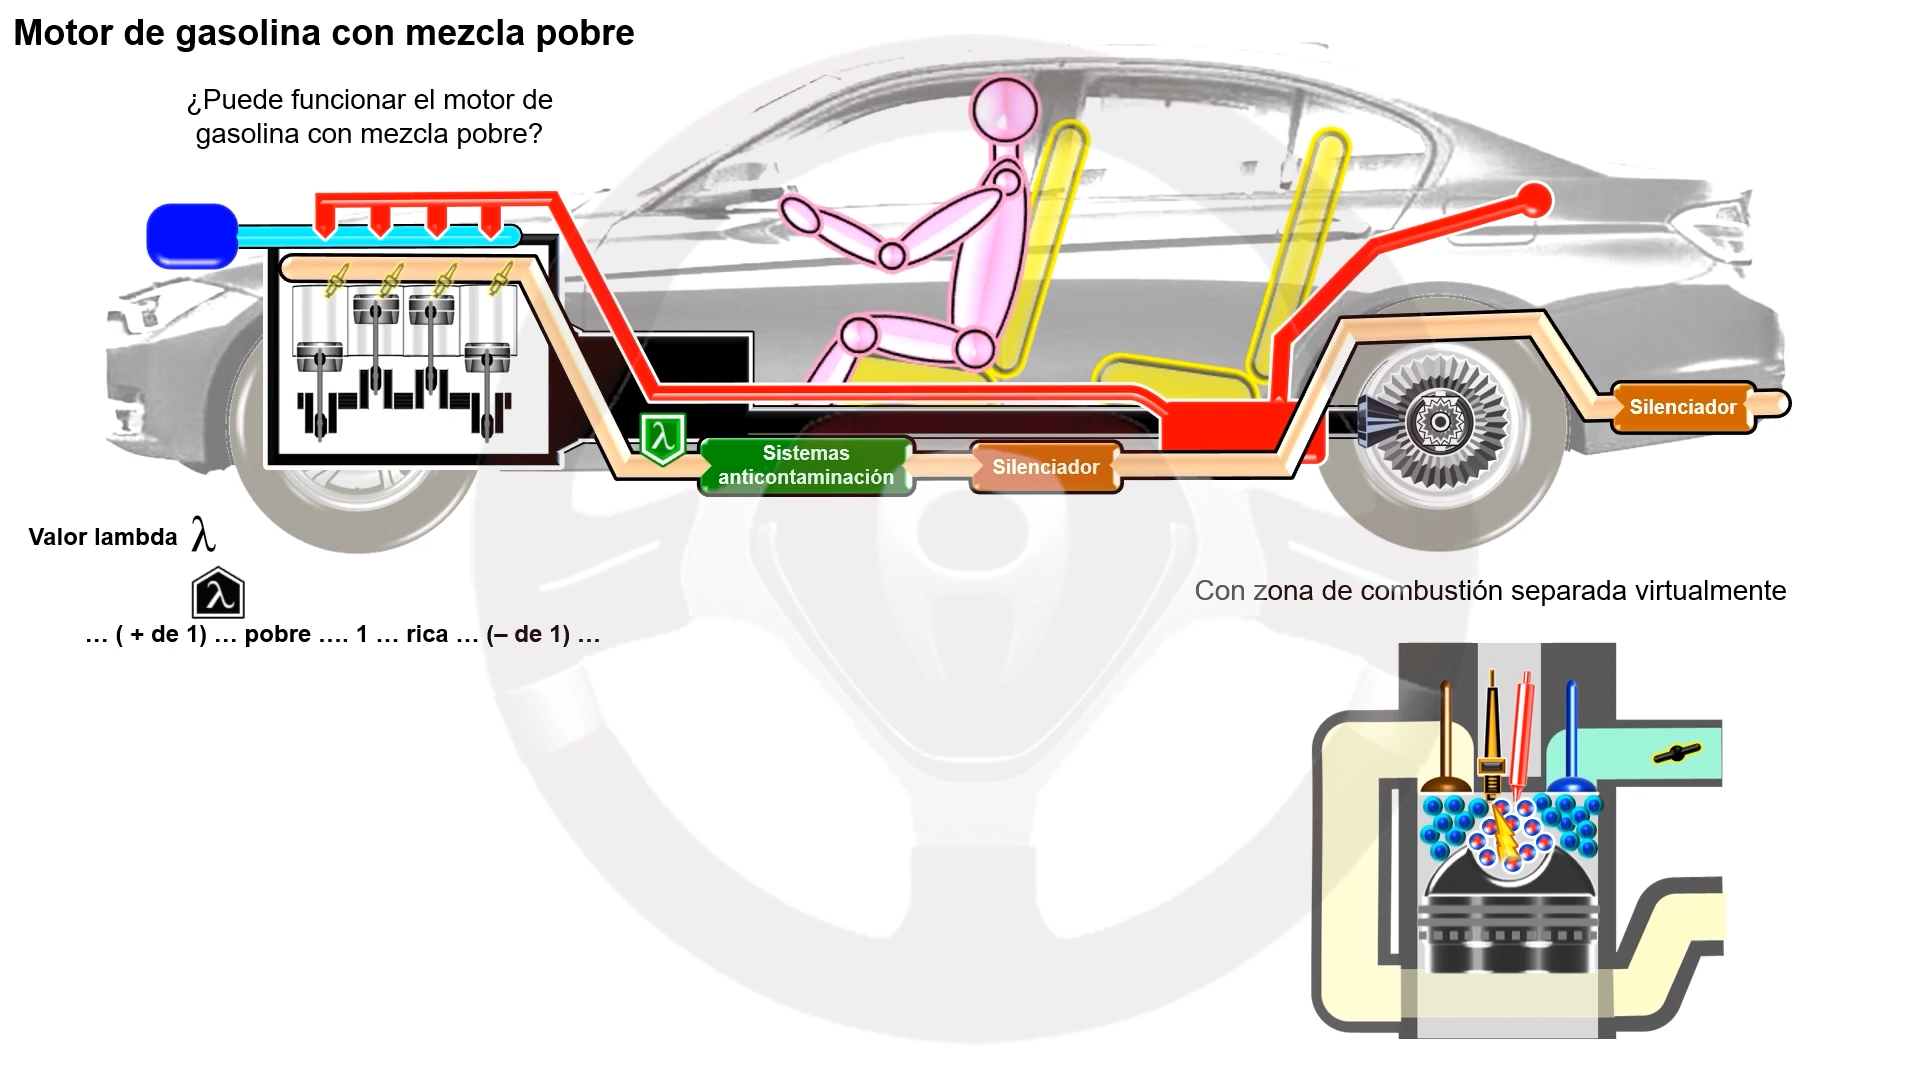 Motor de gasolina con mezcla pobre
¿Puede funcionar el motor de
gasolina con mezcla pobre?
Silenciador
λ
Sistemas
anticontaminación
Silenciador
Valor lambda λ
λ
… ( + de 1) … pobre …. 1 … rica … (– de 1) …
Con zona de combustión separada virtualmente